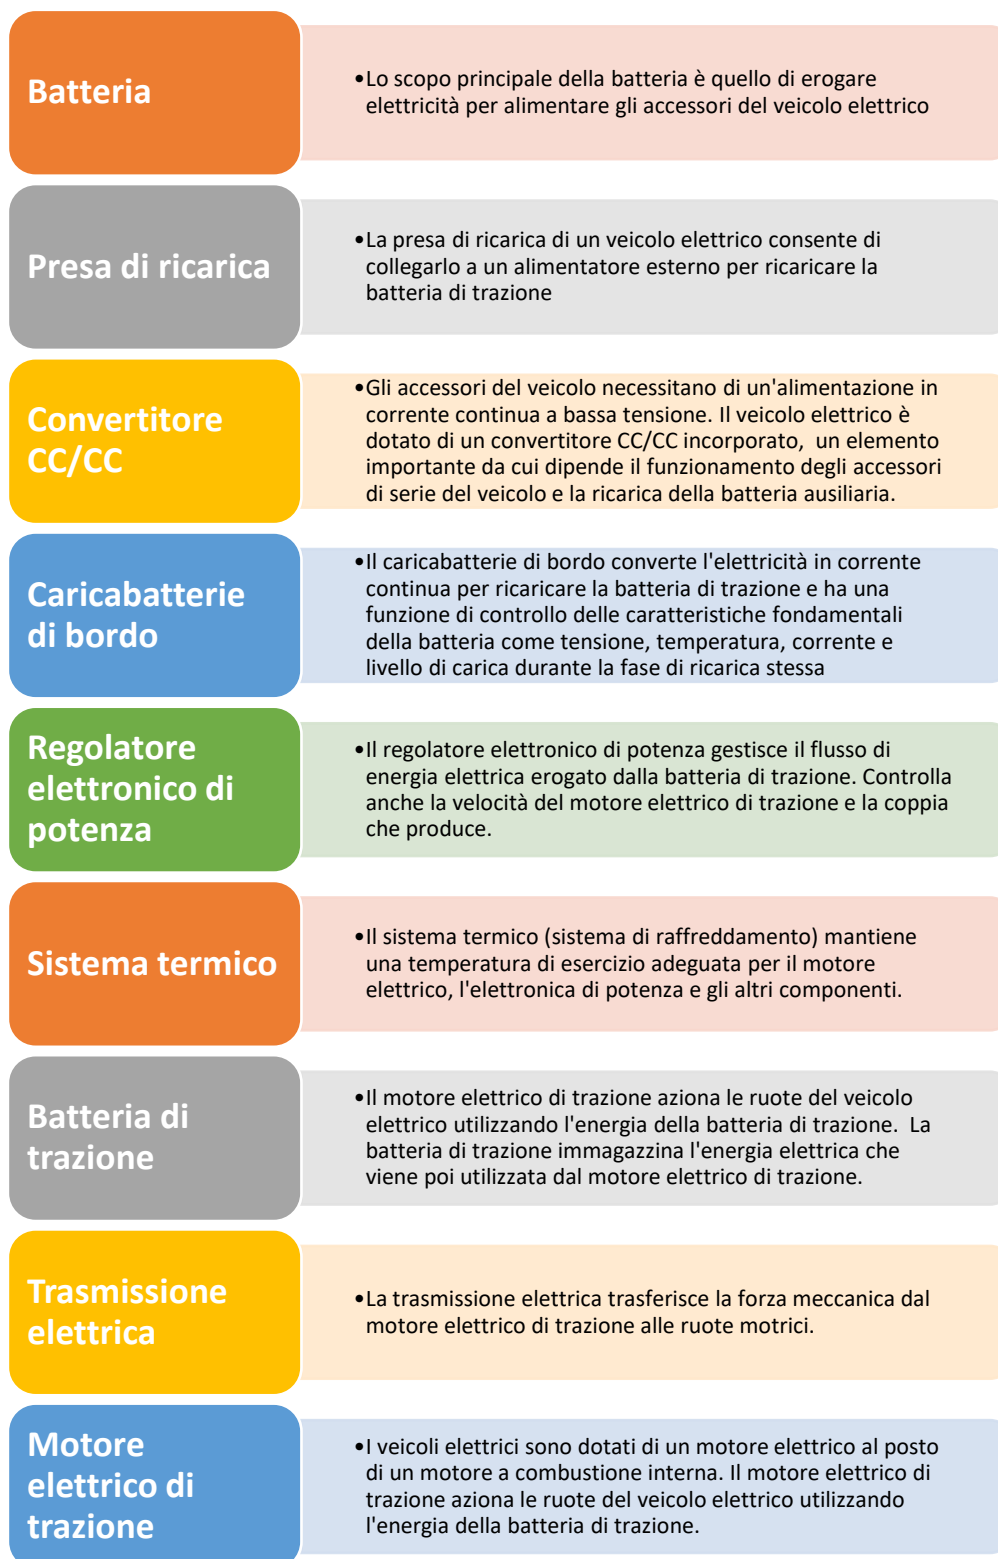 Batteria
•Lo scopo principale della batteria è quello di erogare
elettricità per alimentare gli accessori del veicolo elettrico
Presa di ricarica
•La presa di ricarica di un veicolo elettrico consente di
collegarlo a un alimentatore esterno per ricaricare la
batteria di trazione
Convertitore
CC/CC
•Gli accessori del veicolo necessitano di un'alimentazione in
corrente continua a bassa tensione. Il veicolo elettrico è
dotato di un convertitore CC/CC incorporato, un elemento
importante da cui dipende il funzionamento degli accessori
di serie del veicolo e la ricarica della batteria ausiliaria.
Caricabatterie
di bordo
•Il caricabatterie di bordo converte l'elettricità in corrente
continua per ricaricare la batteria di trazione e ha una
funzione di controllo delle caratteristiche fondamentali
della batteria come tensione, temperatura, corrente e
livello di carica durante la fase di ricarica stessa
Regolatore
elettronico di
potenza
•Il regolatore elettronico di potenza gestisce il flusso di
energia elettrica erogato dalla batteria di trazione. Controlla
anche la velocità del motore elettrico di trazione e la coppia
che produce.
Sistema termico
•Il sistema termico (sistema di raffreddamento) mantiene
una temperatura di esercizio adeguata per il motore
elettrico, l'elettronica di potenza e gli altri componenti.
Batteria di
trazione
•Il motore elettrico di trazione aziona le ruote del veicolo
elettrico utilizzando l'energia della batteria di trazione. La
batteria di trazione immagazzina l'energia elettrica che
viene poi utilizzata dal motore elettrico di trazione.
Trasmissione
elettrica
•La trasmissione elettrica trasferisce la forza meccanica dal
motore elettrico di trazione alle ruote motrici.
Motore
elettrico di
trazione
•I veicoli elettrici sono dotati di un motore elettrico al posto
di un motore a combustione interna. Il motore elettrico di
trazione aziona le ruote del veicolo elettrico utilizzando
l'energia della batteria di trazione.